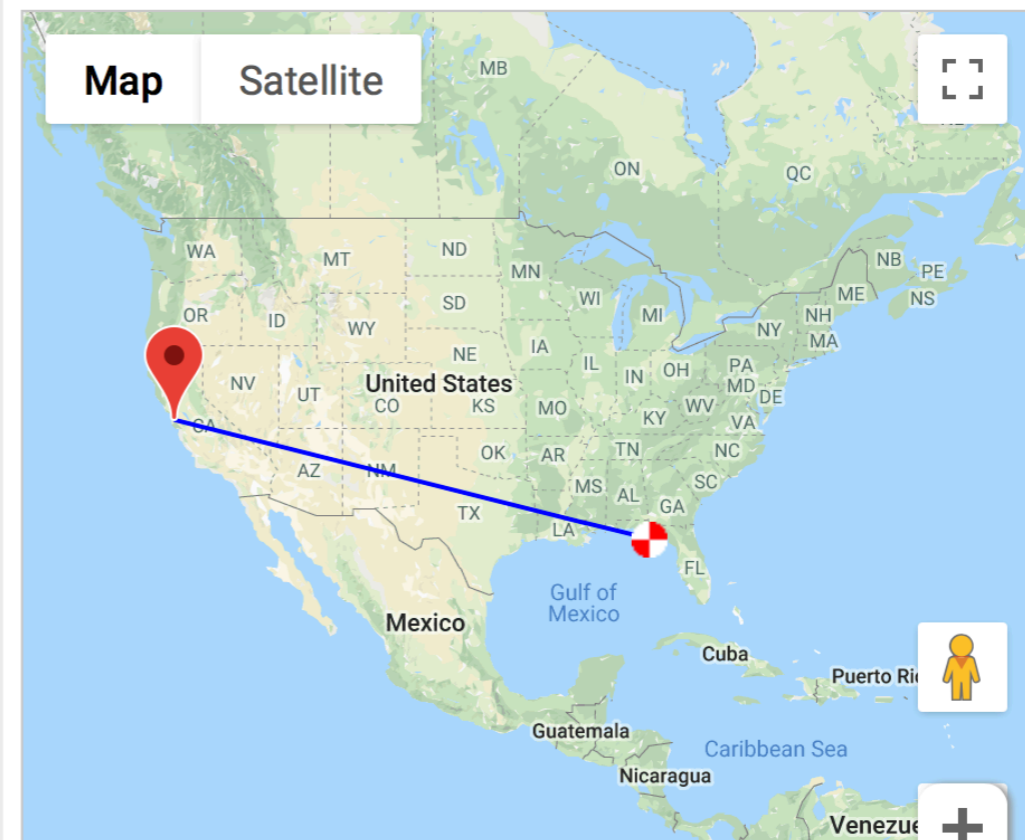 Map
Satellite
MB
ON
QC
WA
MT
ND
MN
NB
PE
OR
ID
WY
SD
WI
MI
ME
NS
NH
NY
MA
NV
UT
NE
IA
IL
IN
OH
PA
MD
DE
United States
CO
KS
MO
KY
WV
VA
CA
AZ
NM
OK
AR
TN
NC
TX
MS
AL
GA
SC
LA
FL
Gulf of
Mexico
Mexico
Cuba
Puerto Ri
Guatemala
Caribbean Sea
Nicaragua
Venezue